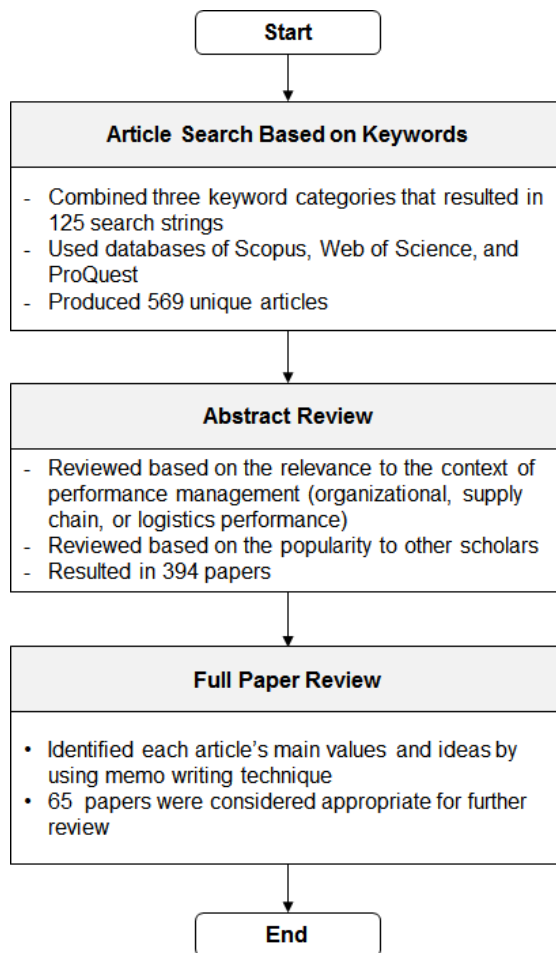 Start
Article Search Based on Keywords
- Combined three keyword categories that resulted in
125 search strings
- Used databases of Scopus, Web of Science, and
ProQuest
- Produced 569 unique articles
Abstract Review
- Reviewed based on the relevance to the context of
performance management (organizational, supply
chain, or logistics performance)
- Reviewed based on the popularity to other scholars
- Resulted in 394 papers
Full Paper Review
• Identified each article's main values and ideas by
using memo writing technique
• 65 papers were considered appropriate for further
review
End